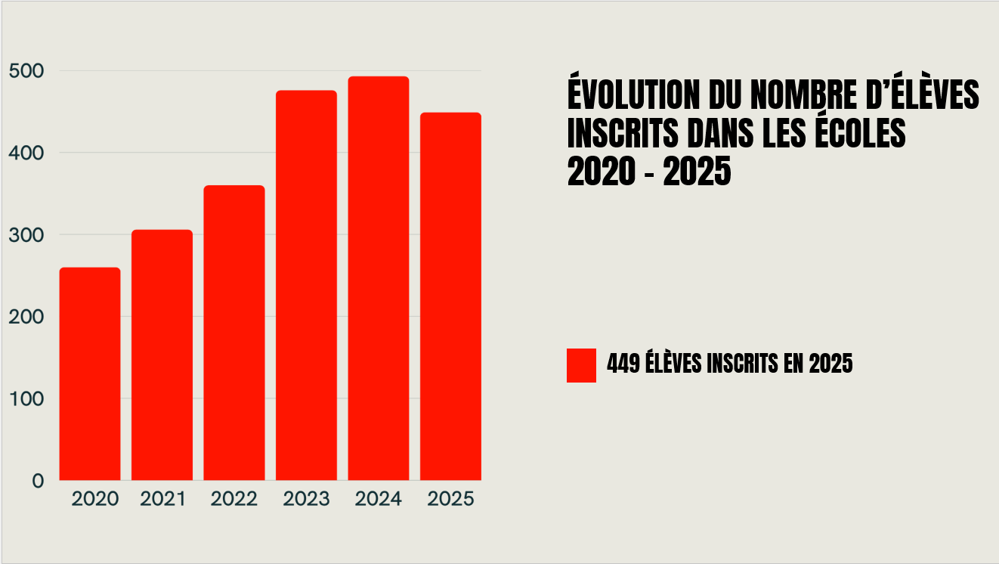 ÉVOLUTION DU NOMBRE D’ÉLÈVES
INSCRITS DANS LES ÉCOLES
2020 - 2025
500
400
300
200
100
0
2020 2021 2022 2023 2024 2025
449 ÉLÈVES INSCRITS EN 2025